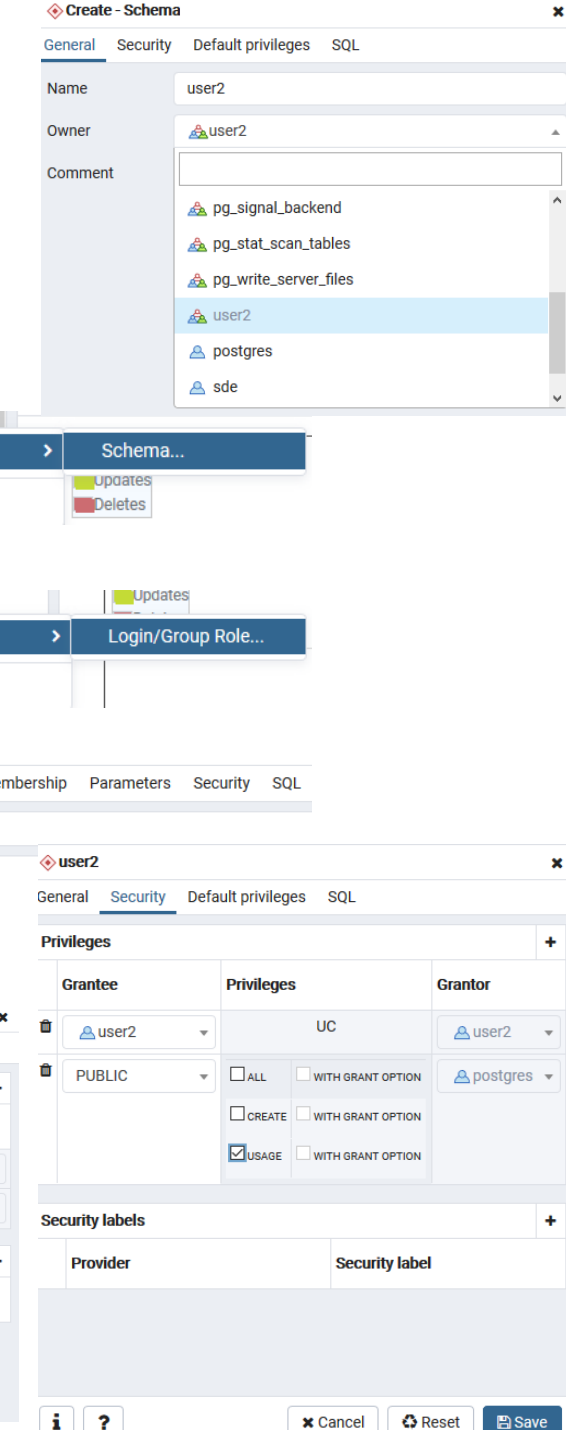 Create - Schema
General Security Default privileges SQL
Name user2
Owner user2
Comment
pg_signal_backend
pg_stat_scan_tables
pg_write_server_files
user2
postgres
sde
Schema...
Updates
Deletes
Updates
Login/Group Role...
embership Parameters Security SQL
user2
General Security Default privileges SQL
Privileges
Grantee Privileges Grantor
user2 UC user2
PUBLIC ALL WITH GRANT OPTION postgres
CREATE WITH GRANT OPTION
USAGE WITH GRANT OPTION
Security labels
Provider Security label
i ? Cancel Reset Save